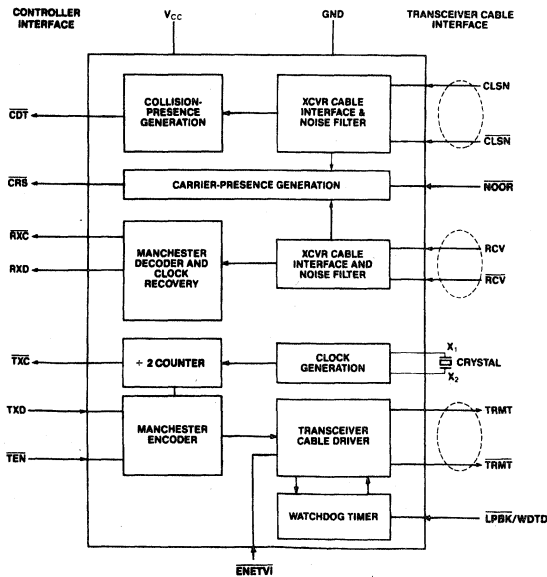 CONTROLLER
INTERFACE
VCC
GND
TRANSCEIVER CABLE
INTERFACE
COLLISION-
PRESENCE
GENERATION
XCVR CABLE
INTERFACE &
NOISE FILTER
CLSN
CDT
CLSN
CRS
CARRIER-PRESENCE GENERATION
NOOR
RXC
RXD
MANCHESTER
DECODER AND
CLOCK
RECOVERY
XCVR CABLE
INTERFACE AND
NOISE FILTER
RCV
RCV
TXC
÷ 2 COUNTER
CLOCK
GENERATION
X1
CRYSTAL
X2
TXD
TEN
MANCHESTER
ENCODER
TRANSCEIVER
CABLE DRIVER
TRMT
TRMT
WATCHDOG TIMER
LPBK/WDTD
ENETV1